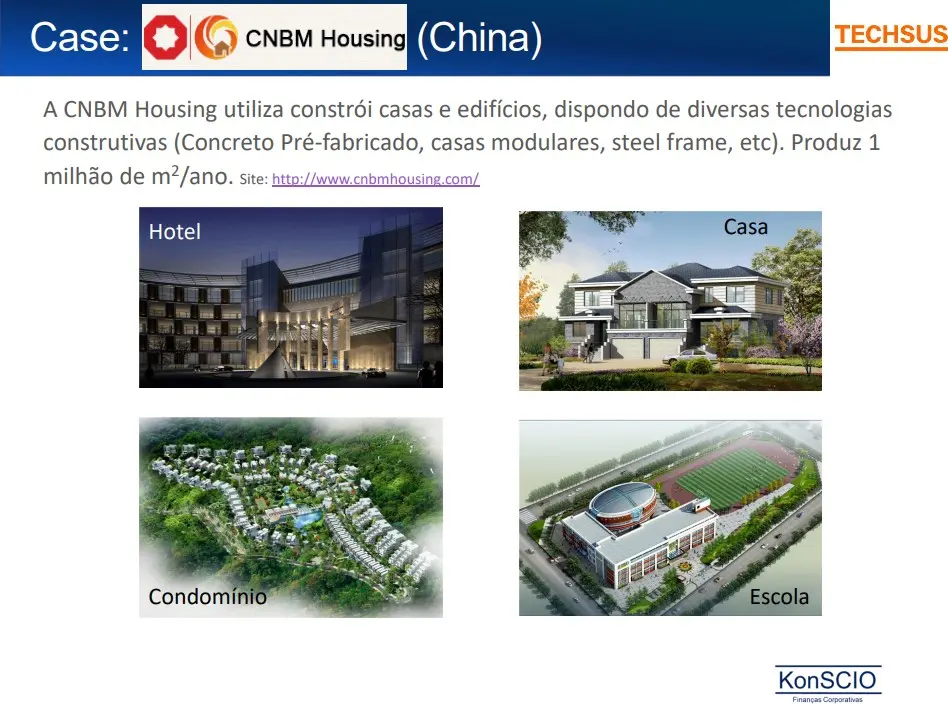 Case: CNBM Housing (China)
TECHSUS
A CNBM Housing utiliza constrói casas e edifícios, dispondo de diversas tecnologias
construtivas (Concreto Pré-fabricado, casas modulares, steel frame, etc). Produz 1
milhão de m²/ano. Site: http://www.cnbmhousing.com/
Hotel
Casa
Condomínio
Escola
KonSCIO
Finanças Corporativas